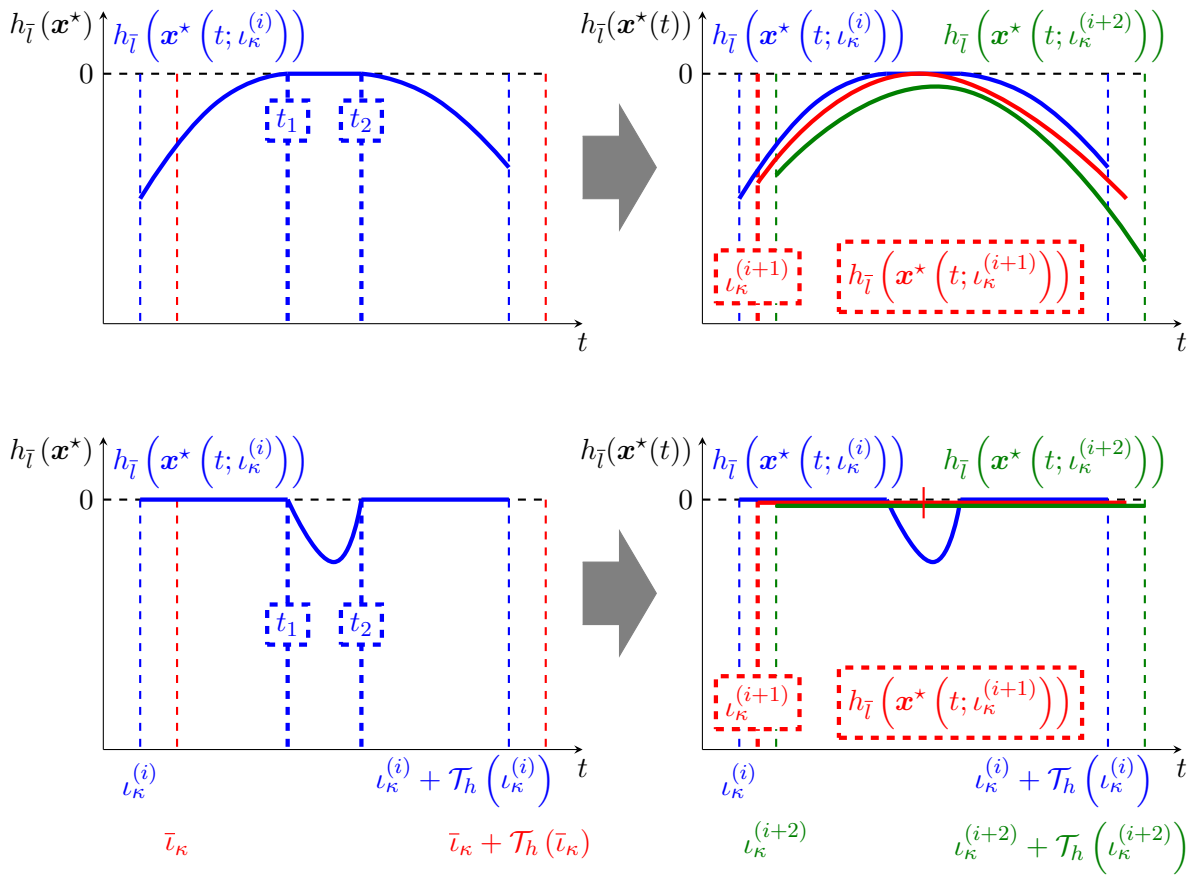 h_{\bar{l}}(x^⋆) h_{\bar{l}}(x^⋆(t; ι_κ^{(i)}))
0
t_1 t_2
t
h_{\bar{l}}(x^⋆(t)) h_{\bar{l}}(x^⋆(t; ι_κ^{(i)})) h_{\bar{l}}(x^⋆(t; ι_κ^{(i+2)}))
0
ι_κ^{(i+1)} h_{\bar{l}}(x^⋆(t; ι_κ^{(i+1)}))
t
h_{\bar{l}}(x^⋆) h_{\bar{l}}(x^⋆(t; ι_κ^{(i)}))
0
t_1 t_2
t
ι_κ^{(i)} ι_κ^{(i)} + 𝒯_h(ι_κ^{(i)})
\bar{ι}_κ \bar{ι}_κ + 𝒯_h(\bar{ι}_κ)
h_{\bar{l}}(x^⋆(t)) h_{\bar{l}}(x^⋆(t; ι_κ^{(i)})) h_{\bar{l}}(x^⋆(t; ι_κ^{(i+2)}))
0
ι_κ^{(i+1)} h_{\bar{l}}(x^⋆(t; ι_κ^{(i+1)}))
t
ι_κ^{(i)} ι_κ^{(i)} + 𝒯_h(ι_κ^{(i)})
ι_κ^{(i+2)} ι_κ^{(i+2)} + 𝒯_h(ι_κ^{(i+2)})